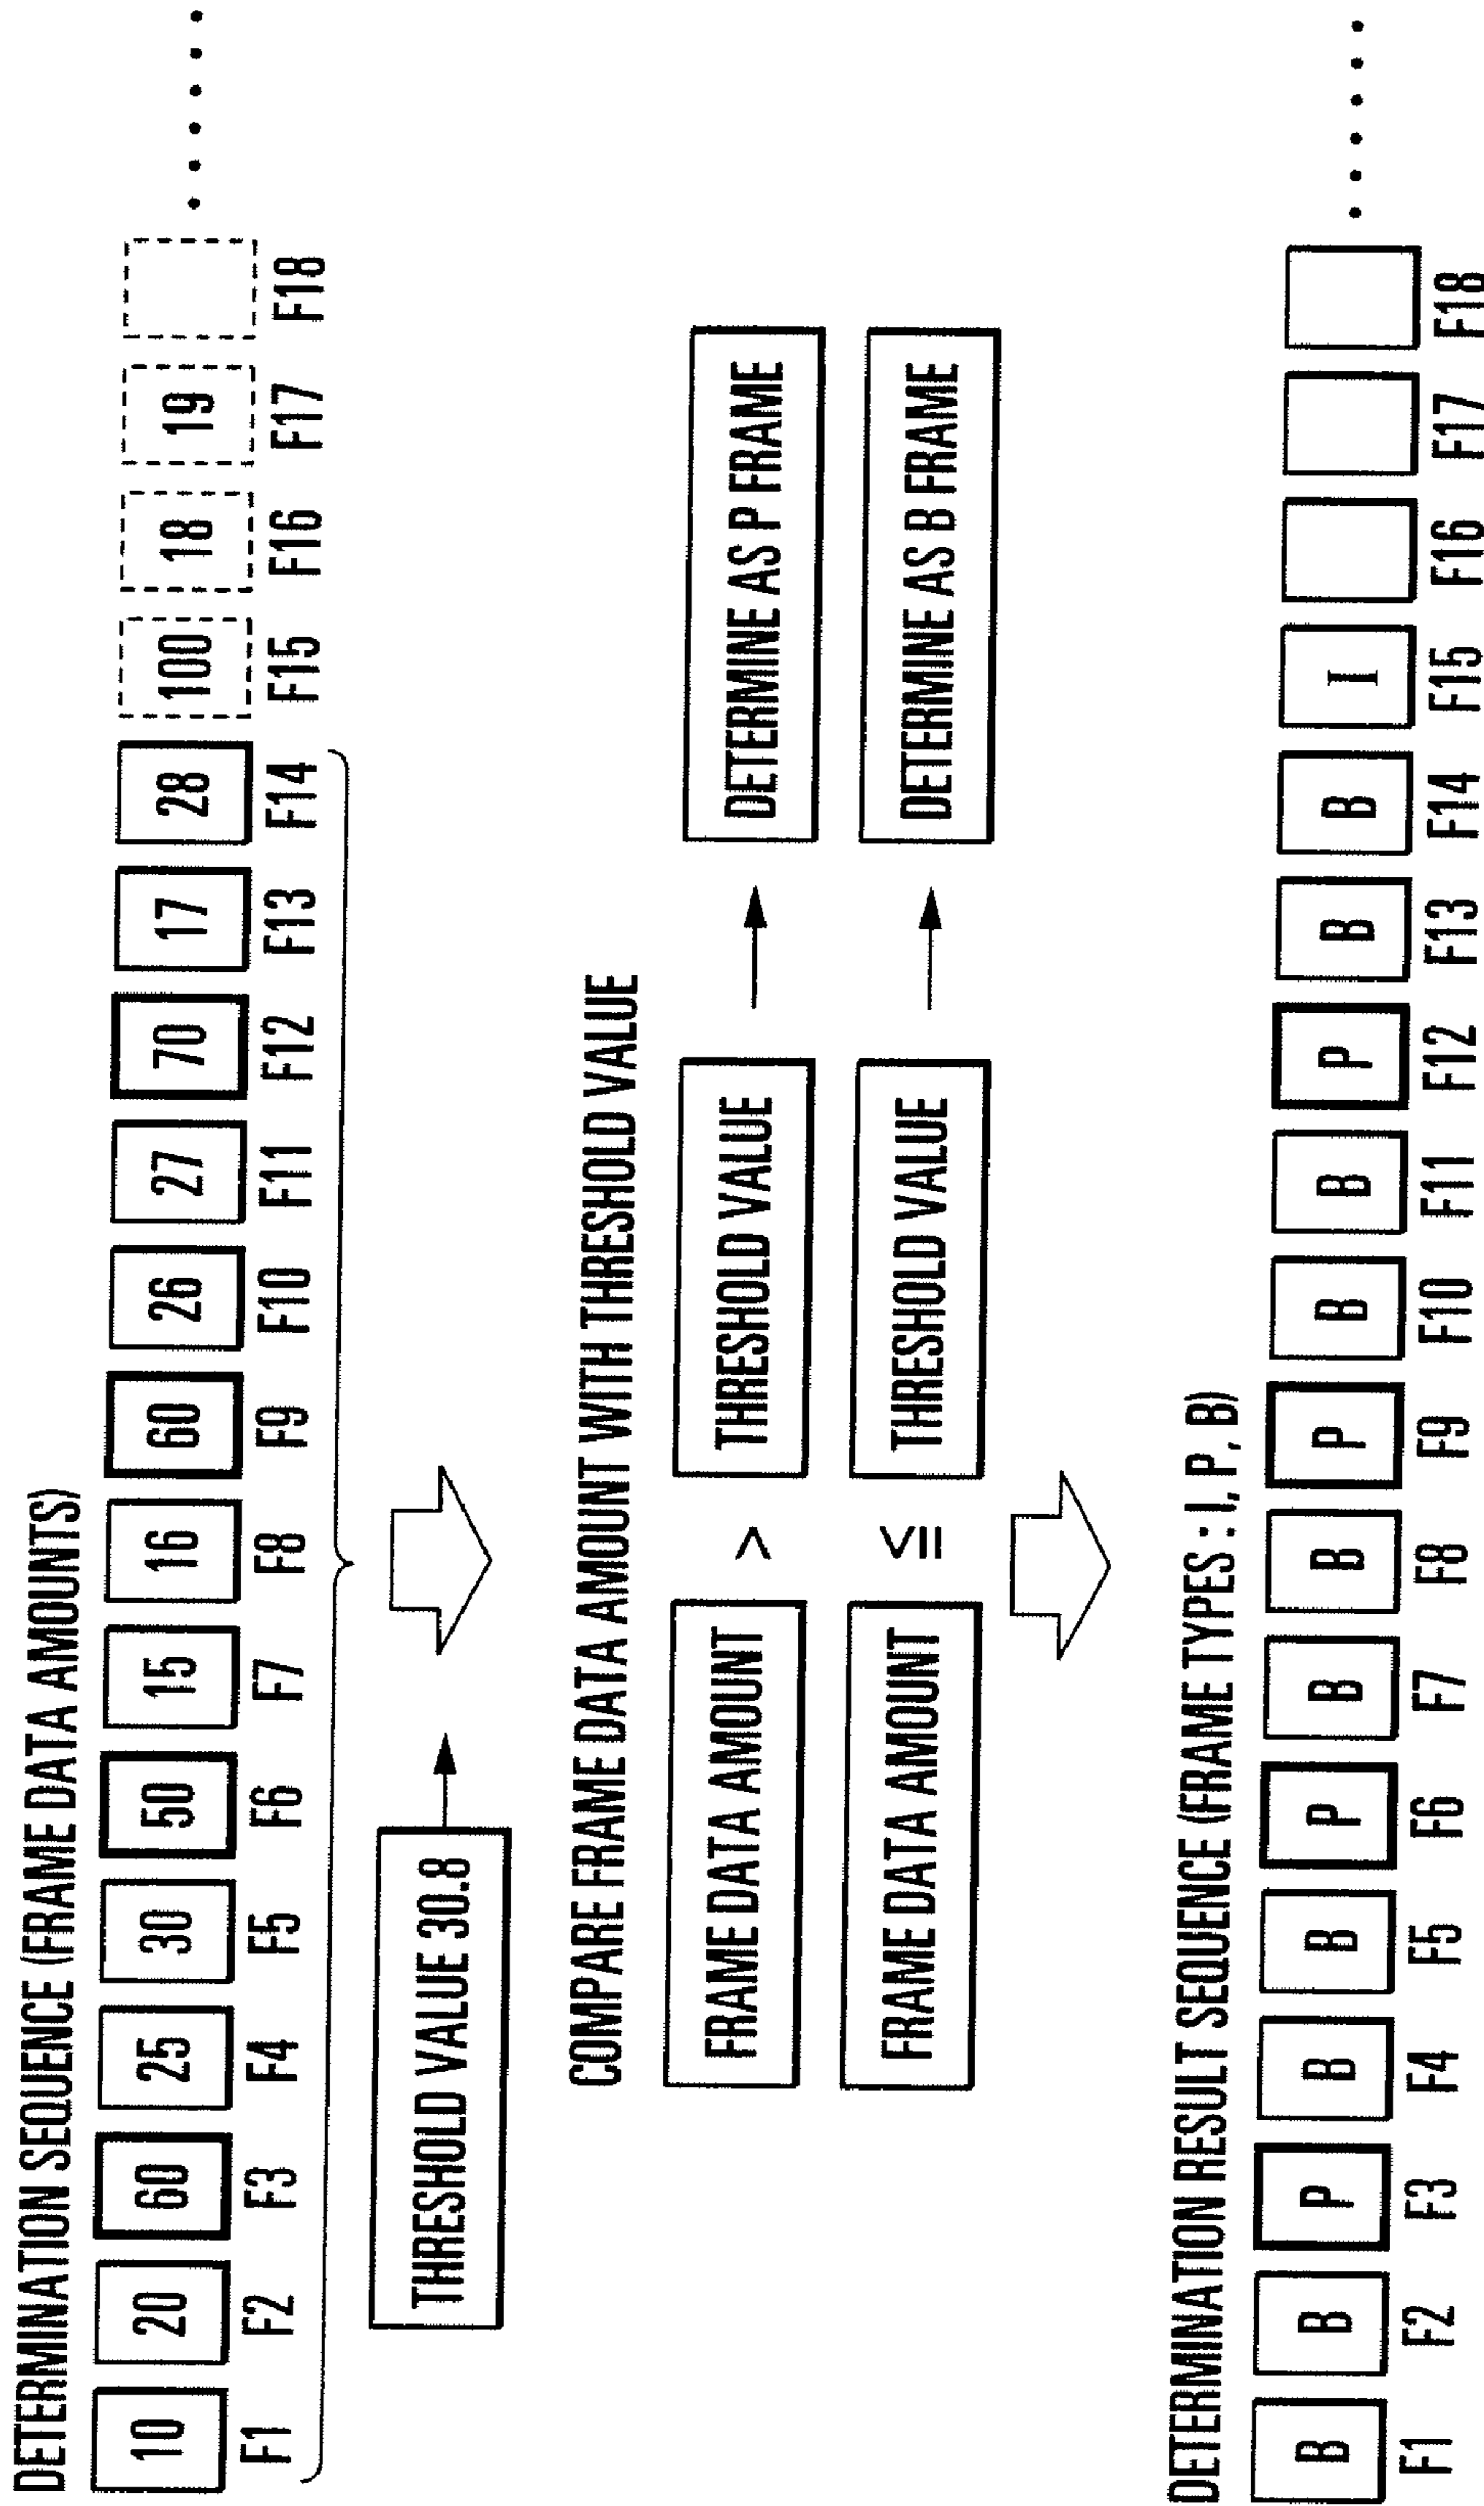 DETERMINATION SEQUENCE (FRAME DATA AMOUNTS)
10 20 60 25 30 50 15 16 60 26 27 70 17 28 100 18 19
F1 F2 F3 F4 F5 F6 F7 F8 F9 F10 F11 F12 F13 F14 F15 F16 F17 F18
THRESHOLD VALUE 30.8
COMPARE FRAME DATA AMOUNT WITH THRESHOLD VALUE
FRAME DATA AMOUNT > THRESHOLD VALUE DETERMINE AS P FRAME
FRAME DATA AMOUNT ≦ THRESHOLD VALUE DETERMINE AS B FRAME
DETERMINATION RESULT SEQUENCE (FRAME TYPES : I, P, B)
B B P B B P B B P B B P B B I
F1 F2 F3 F4 F5 F6 F7 F8 F9 F10 F11 F12 F13 F14 F15 F16 F17 F18